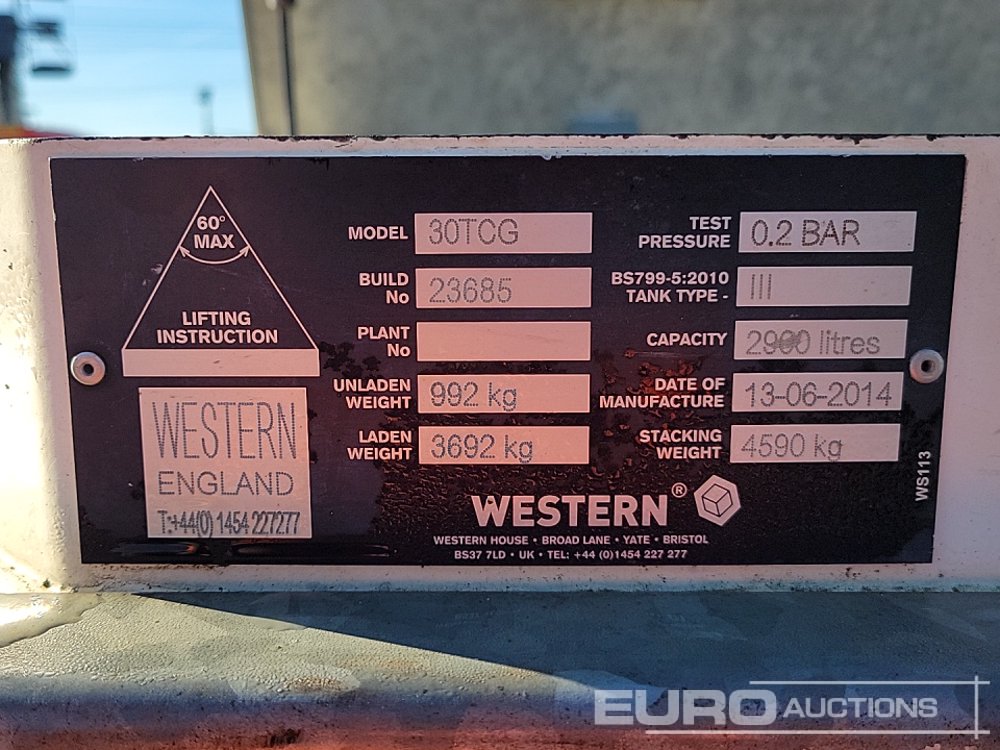 60°
MAX
LIFTING
INSTRUCTION
WESTERN
ENGLAND
T:+44(0) 1454 227277
MODEL 30TCG
BUILD No 23685
PLANT No
UNLADEN WEIGHT 992 kg
LADEN WEIGHT 3692 kg
TEST PRESSURE 0.2 BAR
BS799-5:2010 TANK TYPE - III
CAPACITY litres
DATE OF MANUFACTURE 13-06-2014
STACKING WEIGHT 4590 kg
WS113
WESTERN®
WESTERN HOUSE • BROAD LANE • YATE • BRISTOL
BS37 7LD • UK • TEL: +44 (0)1454 227 277
EURO AUCTIONS